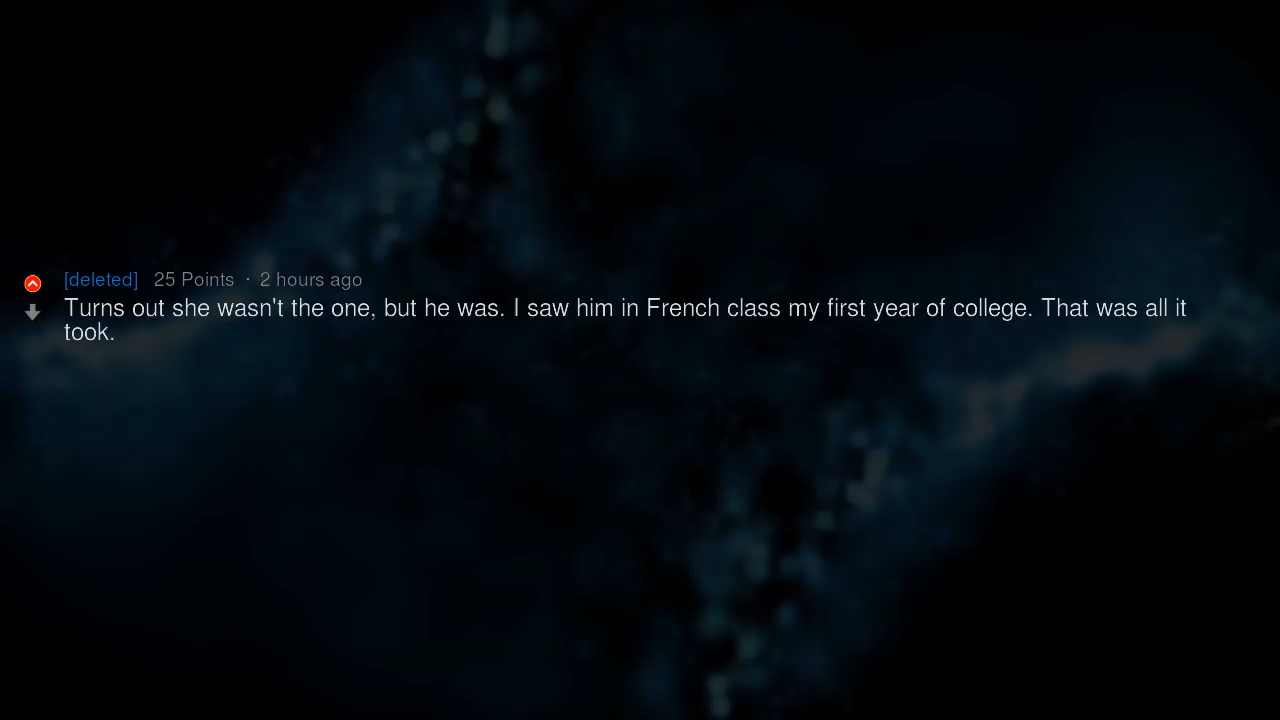 [deleted] 25 Points · 2 hours ago
Turns out she wasn't the one, but he was. I saw him in French class my first year of college. That was all it
took.